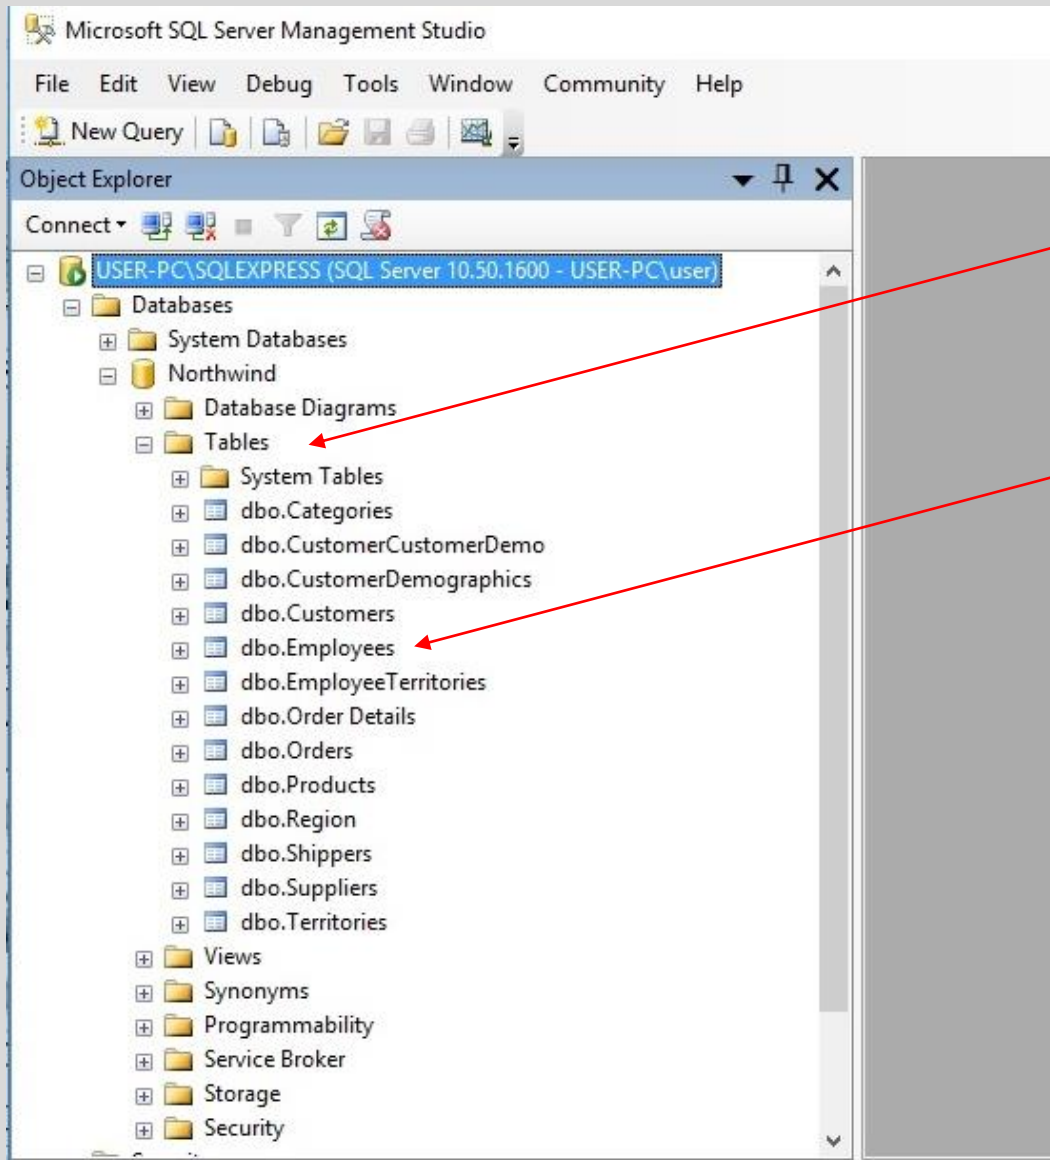 Microsoft SQL Server Management Studio
File Edit View Debug Tools Window Community Help
New Query
Object Explorer
Connect
USER-PC\SQLEXPRESS (SQL Server 10.50.1600 - USER-PC\user)
Databases
System Databases
Northwind
Database Diagrams
Tables
System Tables
dbo.Categories
dbo.CustomerCustomerDemo
dbo.CustomerDemographics
dbo.Customers
dbo.Employees
dbo.EmployeeTerritories
dbo.Order Details
dbo.Orders
dbo.Products
dbo.Region
dbo.Shippers
dbo.Suppliers
dbo.Territories
Views
Synonyms
Programmability
Service Broker
Storage
Security